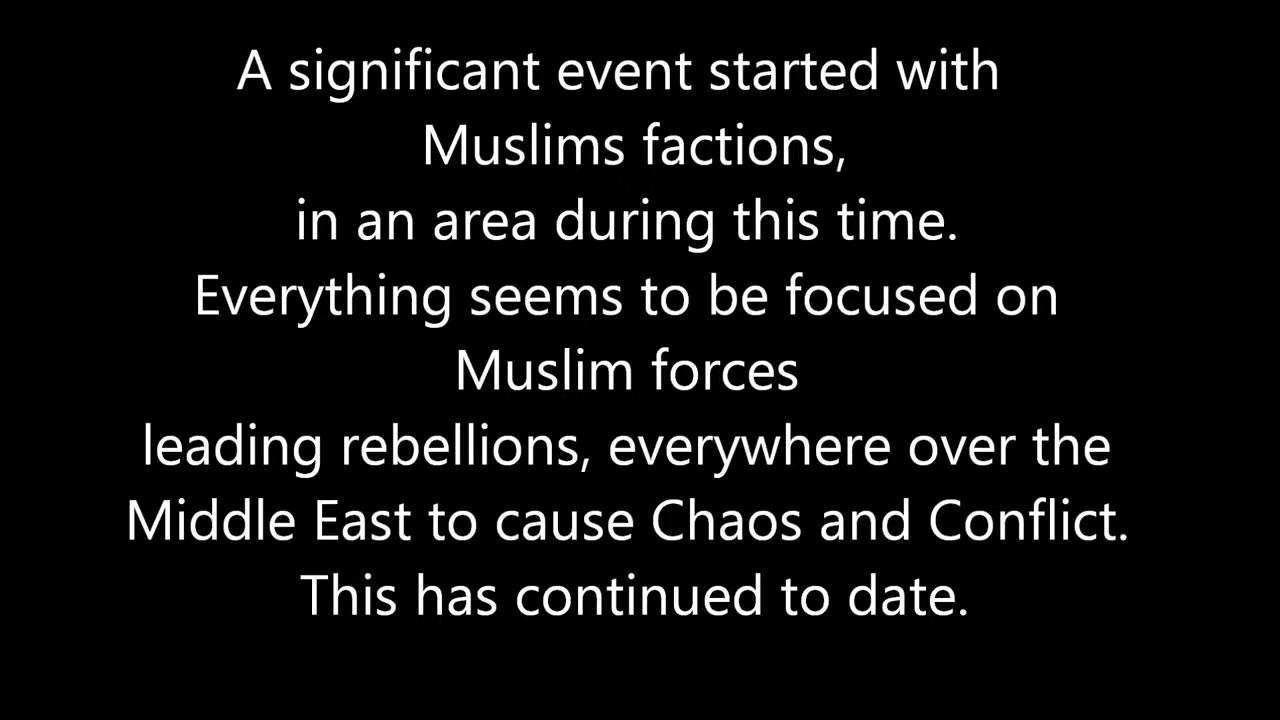 A significant event started with
Muslims factions,
in an area during this time.
Everything seems to be focused on
Muslim forces
leading rebellions, everywhere over the
Middle East to cause Chaos and Conflict.
This has continued to date.